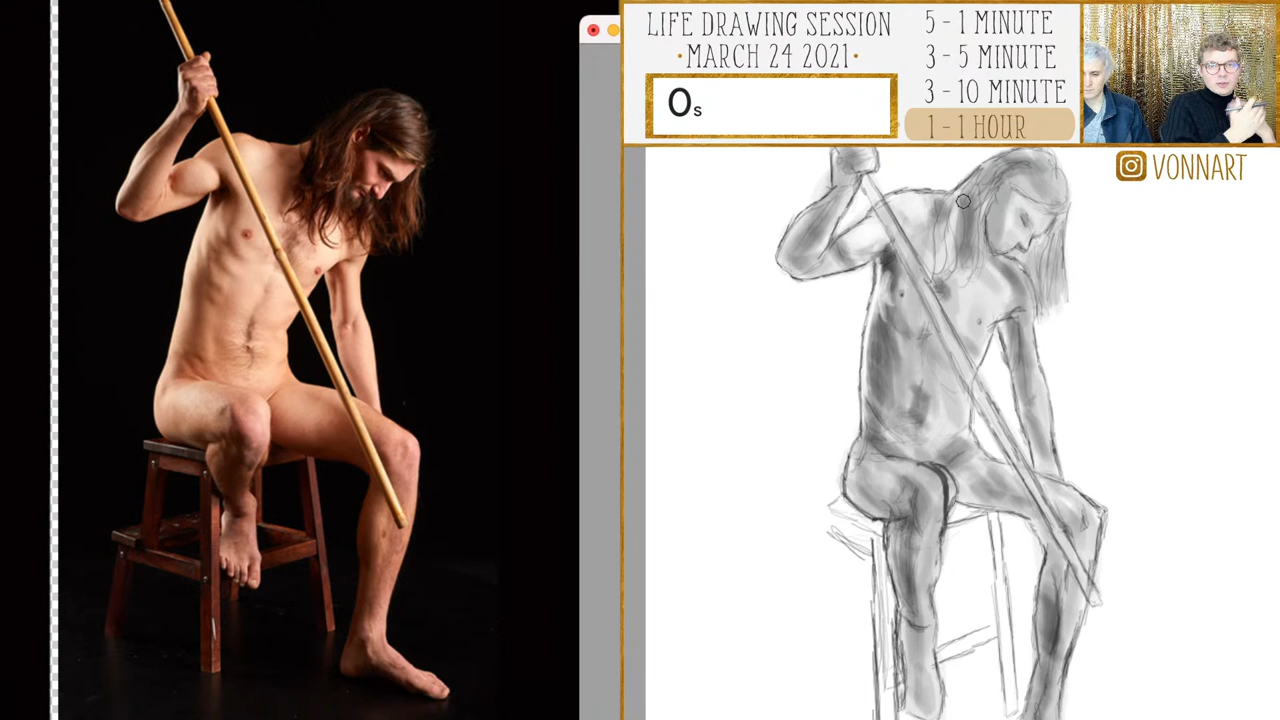 LIFE DRAWING SESSION
·MARCH 24 2021·
0s
5 - 1 MINUTE
3 - 5 MINUTE
3 - 10 MINUTE
1 - 1 HOUR
VONNART